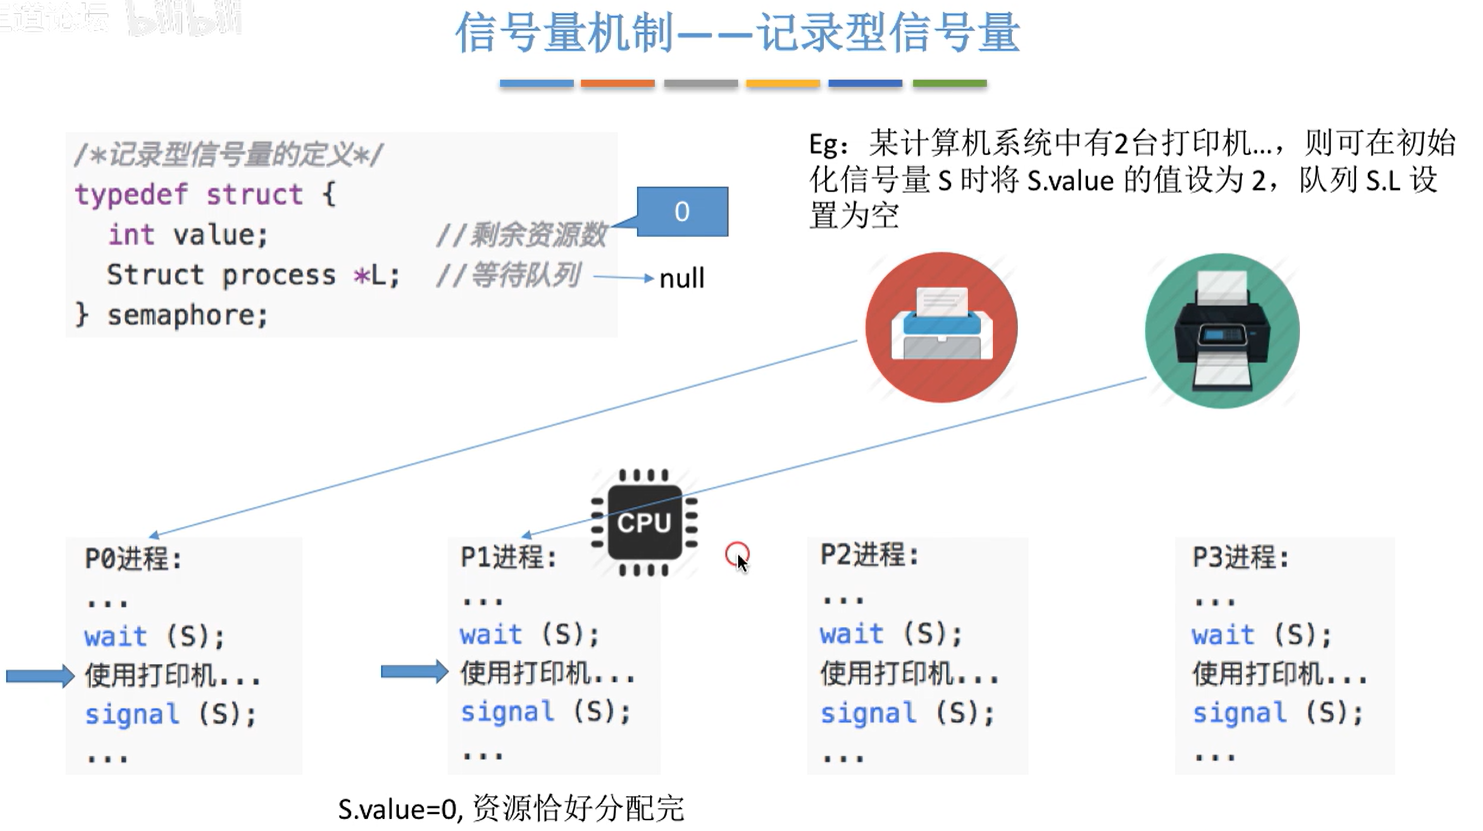 bilibili
信号量机制——记录型信号量
/*记录型信号量的定义*/
typedef struct {
int value; //剩余资源数
Struct process *L; //等待队列
} semaphore;
0
null
Eg：某计算机系统中有2台打印机...，则可在初始
化信号量 S 时将 S.value 的值设为 2，队列 S.L 设
置为空
CPU
P0进程:
...
wait (S);
使用打印机...
signal (S);
...
P1进程:
...
wait (S);
使用打印机...
signal (S);
...
P2进程:
...
wait (S);
使用打印机...
signal (S);
...
P3进程:
...
wait (S);
使用打印机...
signal (S);
...
S.value=0, 资源恰好分配完